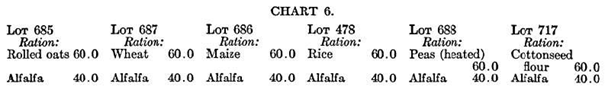 CHART 6.
LOT 685 LOT 687 LOT 686 LOT 478 LOT 688 LOT 717
Ration: Ration: Ration: Ration: Ration: Ration:
Rolled oats 60.0 Wheat 60.0 Maize 60.0 Rice 60.0 Peas (heated) Cottonseed
60.0 flour 60.0
Alfalfa 40.0 Alfalfa 40.0 Alfalfa 40.0 Alfalfa 40.0 Alfalfa 40.0 Alfalfa 40.0